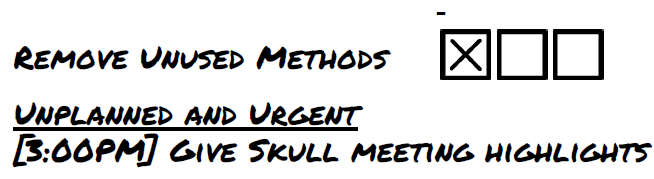 Remove Unused Methods
Unplanned and Urgent
[3:00PM] Give Skull meeting highlights